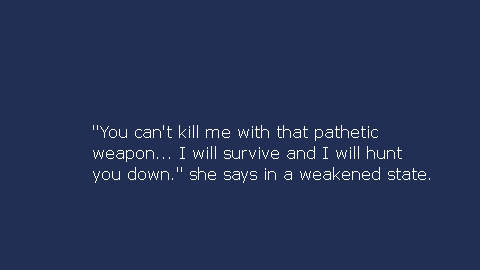 "You can't kill me with that pathetic
weapon... I will survive and I will hunt
you down." she says in a weakened state.